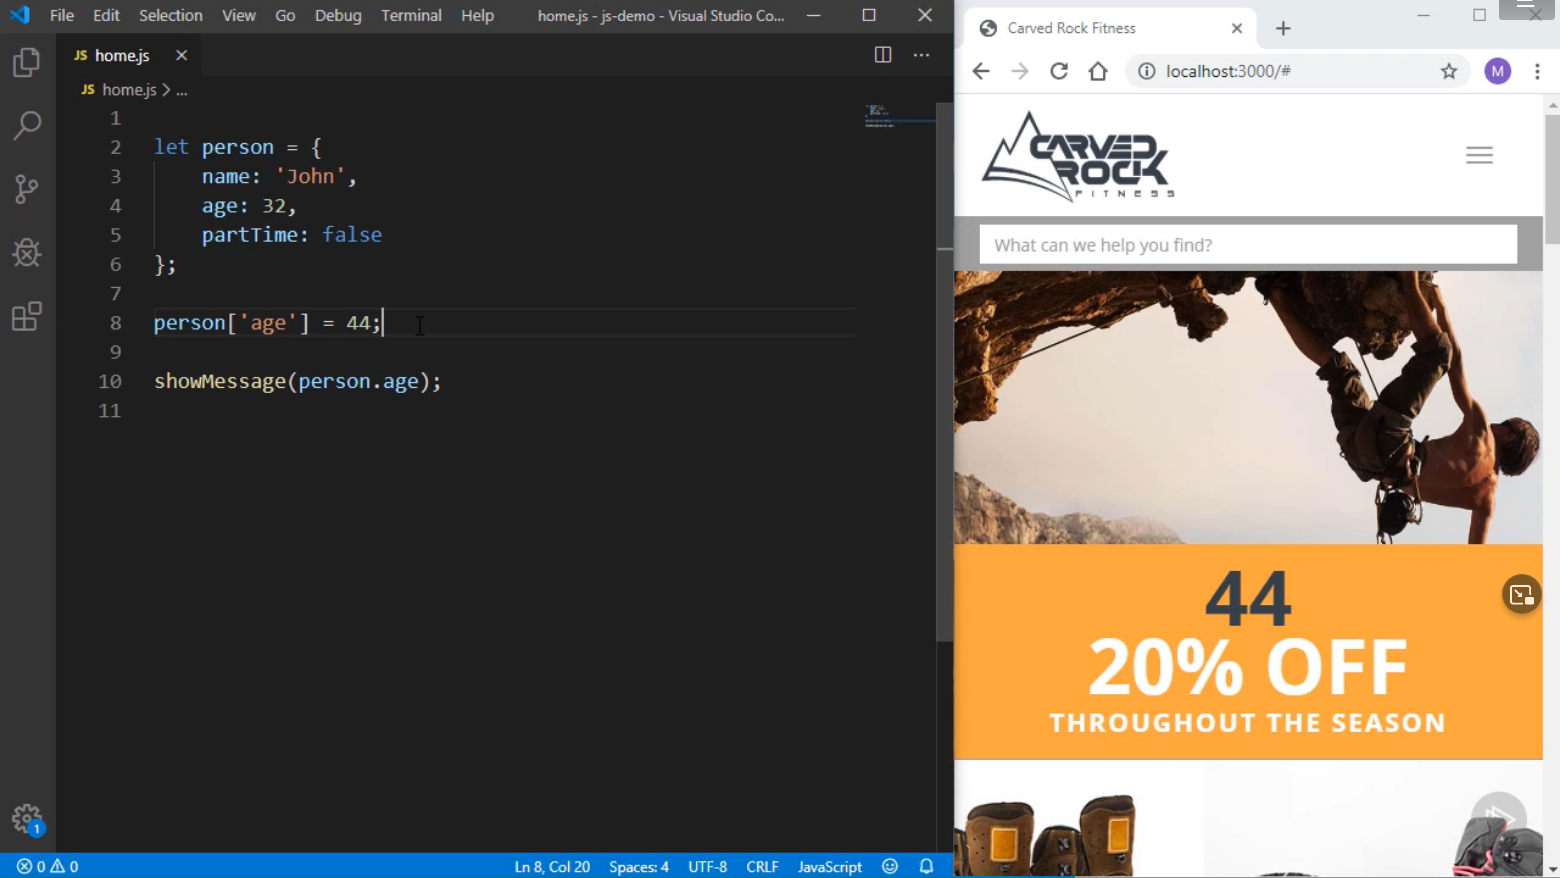 File Edit Selection View Go Debug Terminal Help home.js - js-demo - Visual Studio Co...
JS home.js
JS home.js > ...
1
2 let person = {
3 name: 'John',
4 age: 32,
5 partTime: false
6 };
7
8 person['age'] = 44;
9
10 showMessage(person.age);
11
1
0 0 Ln 8, Col 20 Spaces: 4 UTF-8 CRLF JavaScript
Carved Rock Fitness
localhost:3000/# M
CARVED
ROCK
FITNESS
What can we help you find?
44
20% OFF
THROUGHOUT THE SEASON